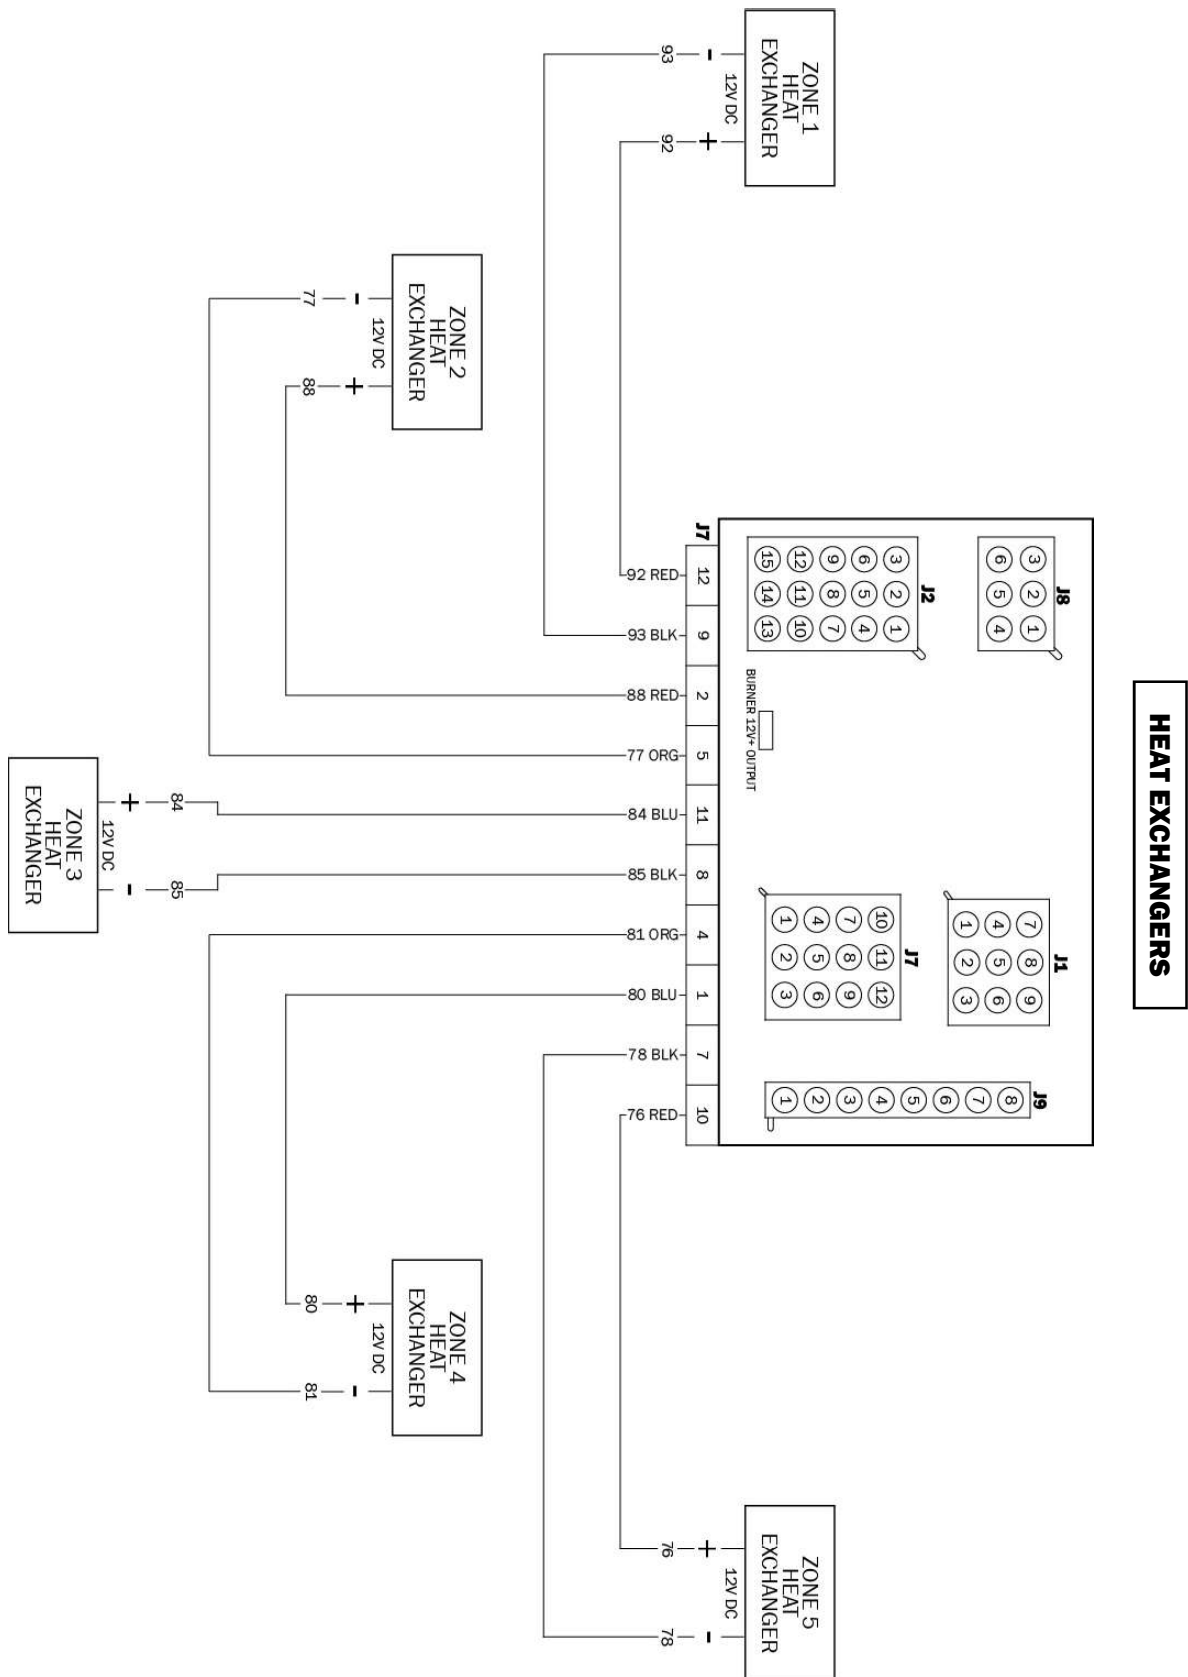 HEAT EXCHANGERS
J8
3 2 1
6 5 4
J1
7 8 9
4 5 6
1 2 3
J2
3 2 1
6 5 4
9 8 7
12 11 10
15 14 13
J7
10 11 12
7 8 9
4 5 6
1 2 3
J9
8
7
6
5
4
3
2
1
BURNER 12V+ OUTPUT
J7
12 9 2 5 11 8 4 1 7 10
92 RED
93 BLK
88 RED
77 ORG
84 BLU
85 BLK
81 ORG
80 BLU
78 BLK
76 RED
ZONE 1
HEAT
EXCHANGER
- 12V DC +
93
92
ZONE 2
HEAT
EXCHANGER
- 12V DC +
77
88
84
85
+ 12V DC -
ZONE 3
HEAT
EXCHANGER
ZONE 4
HEAT
EXCHANGER
+ 12V DC -
80
81
ZONE 5
HEAT
EXCHANGER
+ 12V DC -
76
78